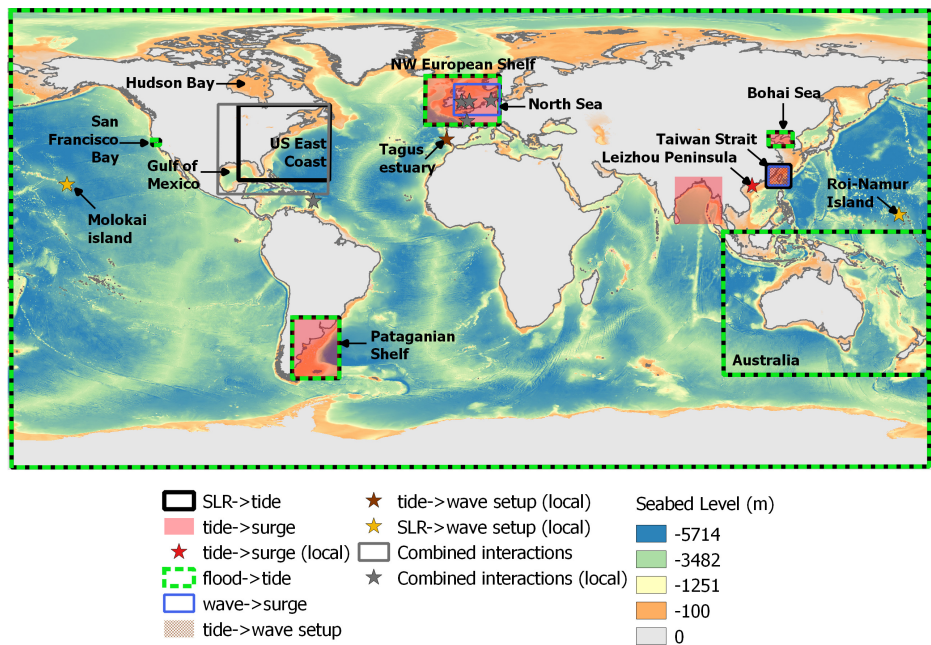 NW European Shelf
Hudson Bay
Bohai Sea
North Sea
San
Francisco
Bay
US East
Coast
Taiwan Strait
Tagus
estuary
Leizhou Peninsula
Gulf of
Mexico
Roi-Namur
Island
Molokai
island
Pataganian
Shelf
Australia
SLR->tide
tide->surge
tide->surge (local)
flood->tide
wave->surge
tide->wave setup
tide->wave setup (local)
SLR->wave setup (local)
Combined interactions
Combined interactions (local)
Seabed Level (m)
-5714
-3482
-1251
-100
0